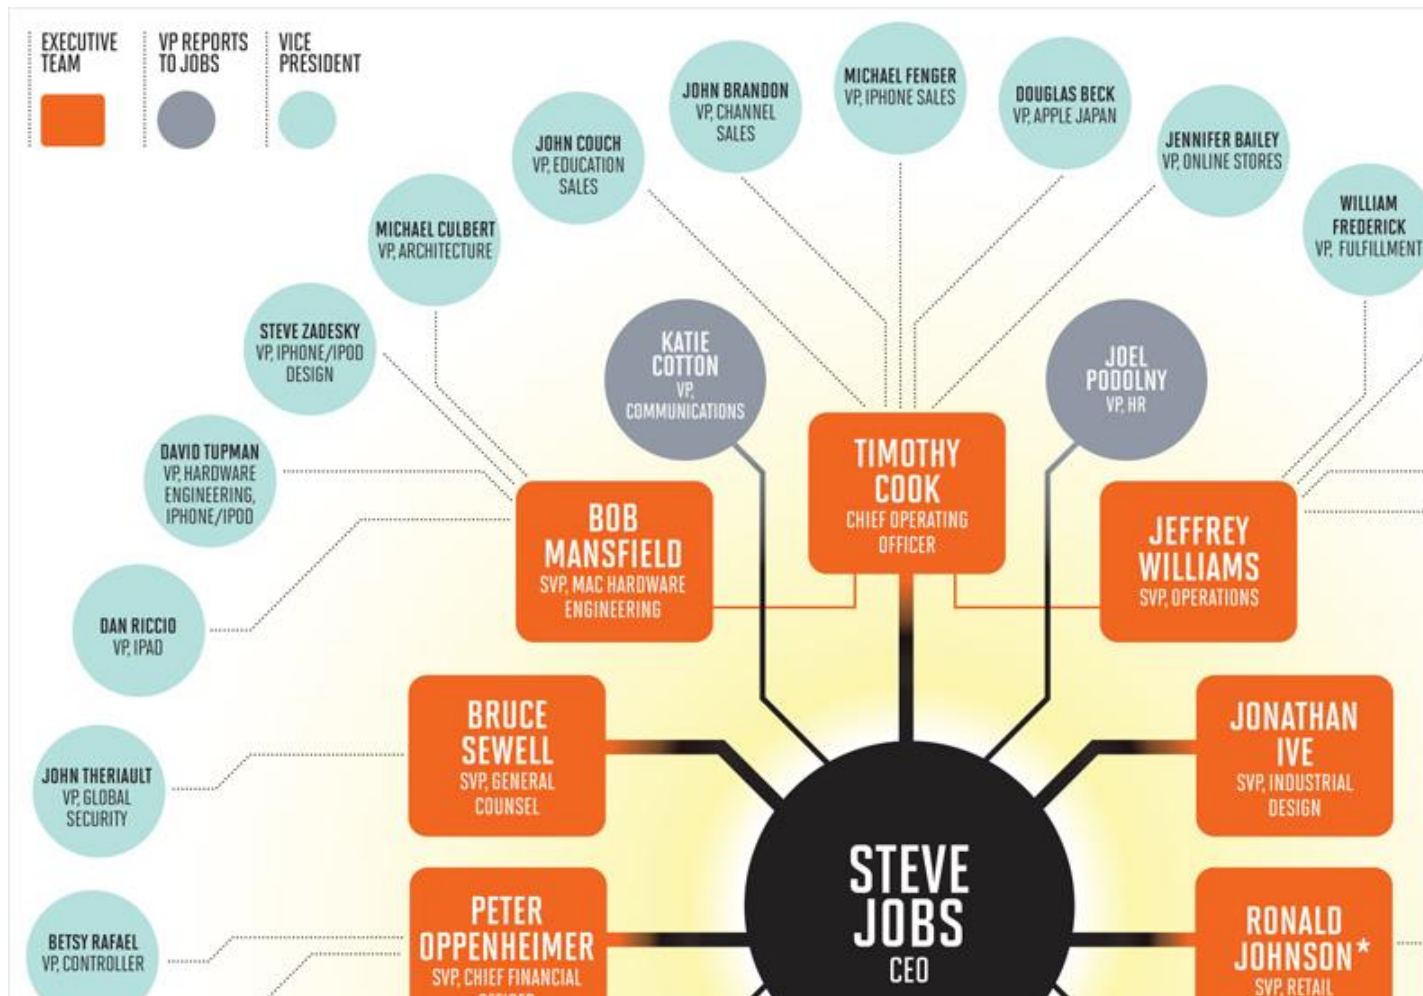 EXECUTIVE
TEAM
VP REPORTS
TO JOBS
VICE
PRESIDENT
JOHN COUCH
VP, EDUCATION
SALES
JOHN BRANDON
VP, CHANNEL
SALES
MICHAEL FENGER
VP, IPHONE SALES
DOUGLAS BECK
VP, APPLE JAPAN
JENNIFER BAILEY
VP, ONLINE STORES
WILLIAM
FREDERICK
VP, FULFILLMENT
MICHAEL CULBERT
VP, ARCHITECTURE
STEVE ZADESKY
VP, IPHONE/IPOD
DESIGN
KATIE
COTTON
VP,
COMMUNICATIONS
JOEL
PODOLNY
VP, HR
DAVID TUPMAN
VP, HARDWARE
ENGINEERING,
IPHONE/IPOD
TIMOTHY
COOK
CHIEF OPERATING
OFFICER
BOB
MANSFIELD
SVP, MAC HARDWARE
ENGINEERING
JEFFREY
WILLIAMS
SVP, OPERATIONS
DAN RICCIO
VP, IPAD
BRUCE
SEWELL
SVP, GENERAL
COUNSEL
JONATHAN
IVE
SVP, INDUSTRIAL
DESIGN
JOHN THERIAULT
VP, GLOBAL
SECURITY
STEVE
JOBS
CEO
PETER
OPPENHEIMER
SVP, CHIEF FINANCIAL
OFFICER
RONALD
JOHNSON*
SVP, RETAIL
BETSY RAFAEL
VP, CONTROLLER